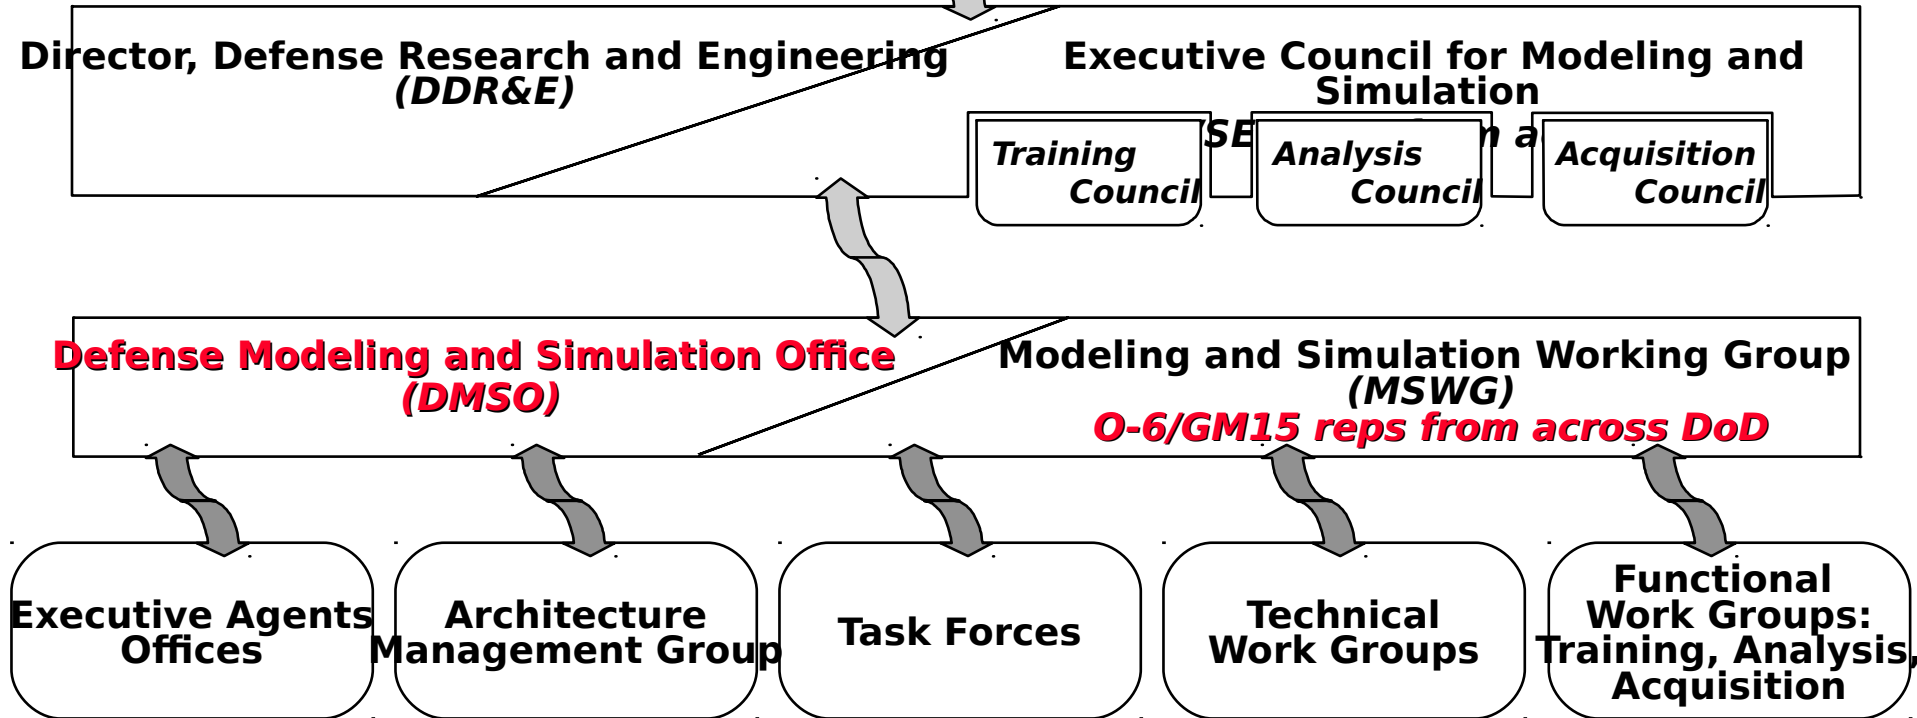 Director, Defense Research and Engineering
(DDR&E)
Executive Council for Modeling and
Simulation
Training
Council
Analysis
Council
Acquisition
Council
Defense Modeling and Simulation Office
(DMSO)
Modeling and Simulation Working Group
(MSWG)
O-6/GM15 reps from across DoD
Executive Agents
Offices
Architecture
Management Group
Task Forces
Technical
Work Groups
Functional
Work Groups:
Training, Analysis,
Acquisition